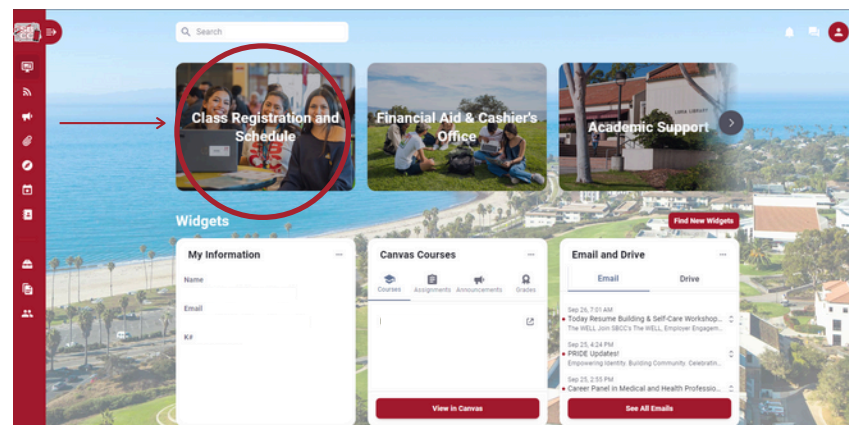 SBCC
Search
Class Registration and
Schedule
Financial Aid & Cashier's
Office
Academic Support
LURIA LIBRARY
Widgets
Find New Widgets
My Information
Name
Email
K#
Canvas Courses
Courses Assignments Announcements Grades
View in Canvas
Email and Drive
Email Drive
Sep 26, 7:01 AM
Today Resume Building & Self-Care Workshop...
The WELL Join SBCC's The WELL, Employer Engagem...
Sep 25, 4:24 PM
PRIDE Updates!
Empowering Identity. Building Community. Celebratin...
Sep 25, 2:55 PM
Career Panel in Medical and Health Professio...
See All Emails